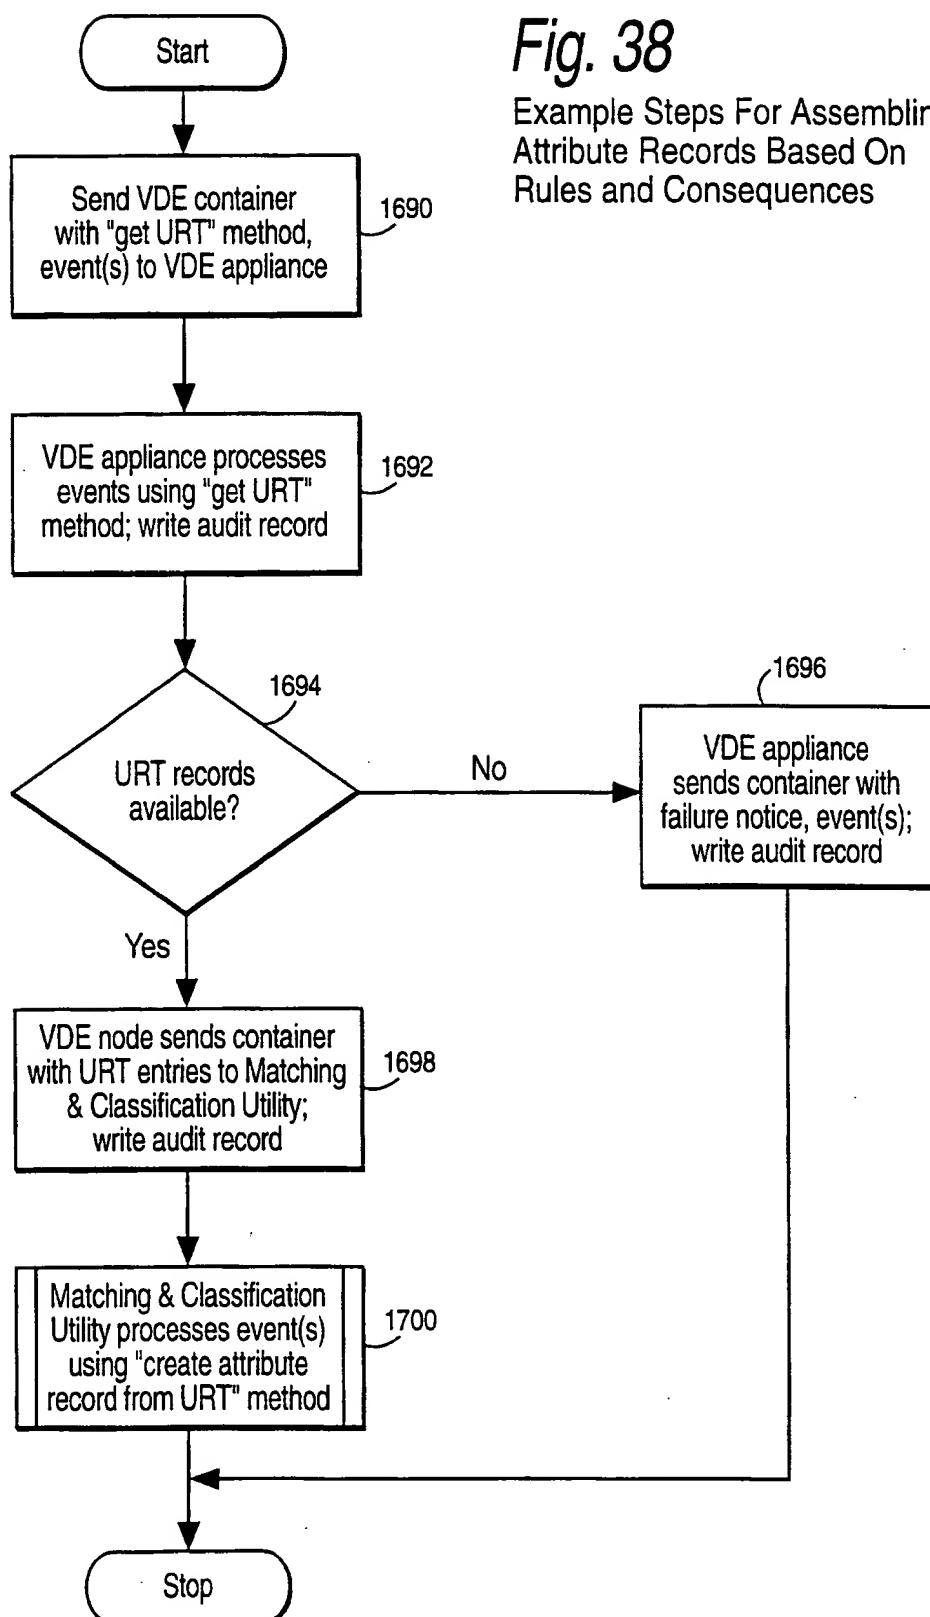 Start
Fig. 38
Example Steps For Assemblin
Attribute Records Based On
Rules and Consequences
Send VDE container
with "get URT" method,
event(s) to VDE appliance
1690
VDE appliance processes
events using "get URT"
method; write audit record
1692
URT records
available?
1694
No
Yes
1696
VDE appliance
sends container with
failure notice, event(s);
write audit record
VDE node sends container
with URT entries to Matching
& Classification Utility;
write audit record
1698
Matching & Classification
Utility processes event(s)
using "create attribute
record from URT" method
1700
Stop